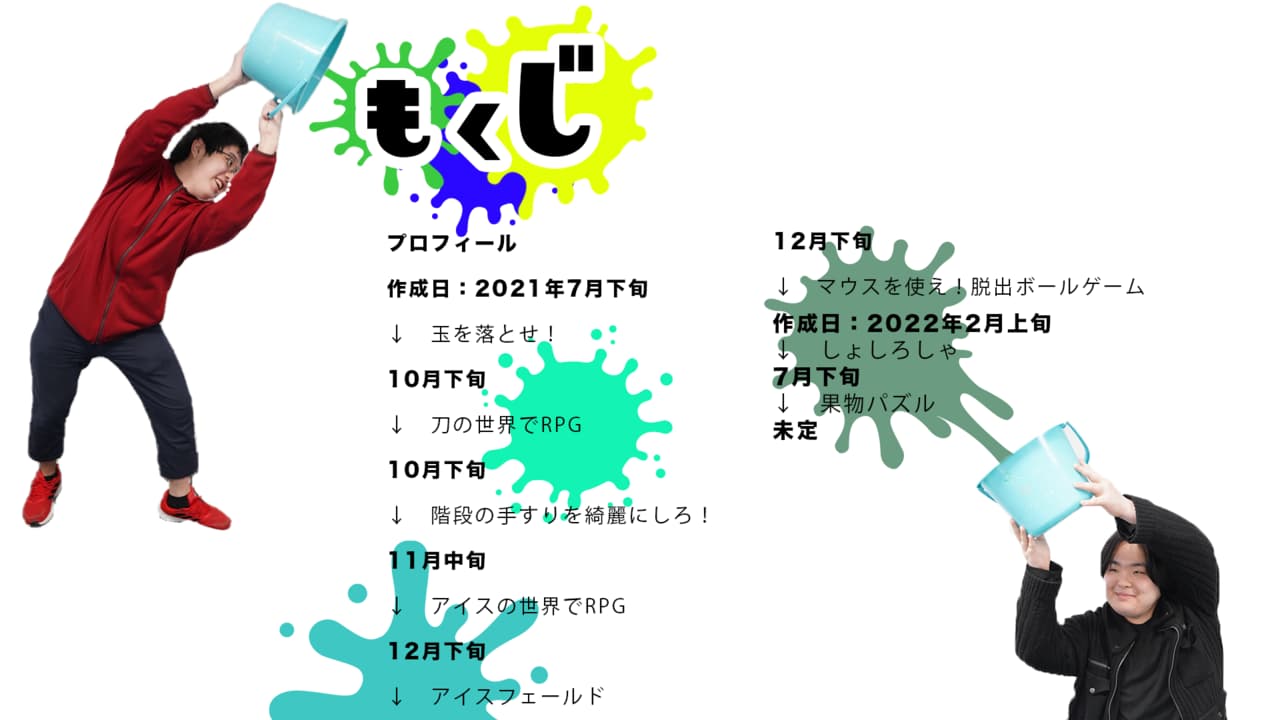 もくじ
プロフィール
作成日：2021年7月下旬
↓　玉を落とせ！
10月下旬
↓　刀の世界でRPG
10月下旬
↓　階段の手すりを綺麗にしろ！
11月中旬
↓　アイスの世界でRPG
12月下旬
↓　アイスフェールド
12月下旬
↓　マウスを使え！脱出ボールゲーム
作成日：2022年2月上旬
↓　しょしろしゃ
7月下旬
↓　果物パズル
未定